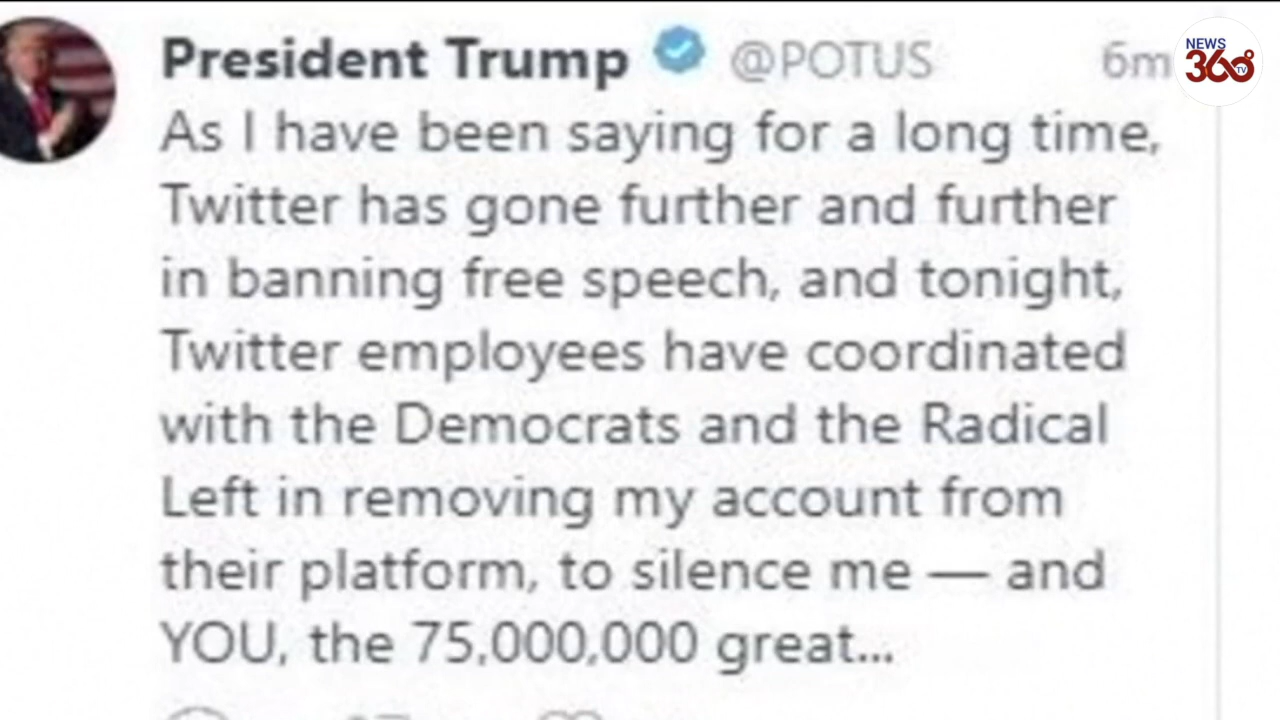 President Trump @POTUS 6m
NEWS
360°
TV
As I have been saying for a long time,
Twitter has gone further and further
in banning free speech, and tonight,
Twitter employees have coordinated
with the Democrats and the Radical
Left in removing my account from
their platform, to silence me — and
YOU, the 75,000,000 great...